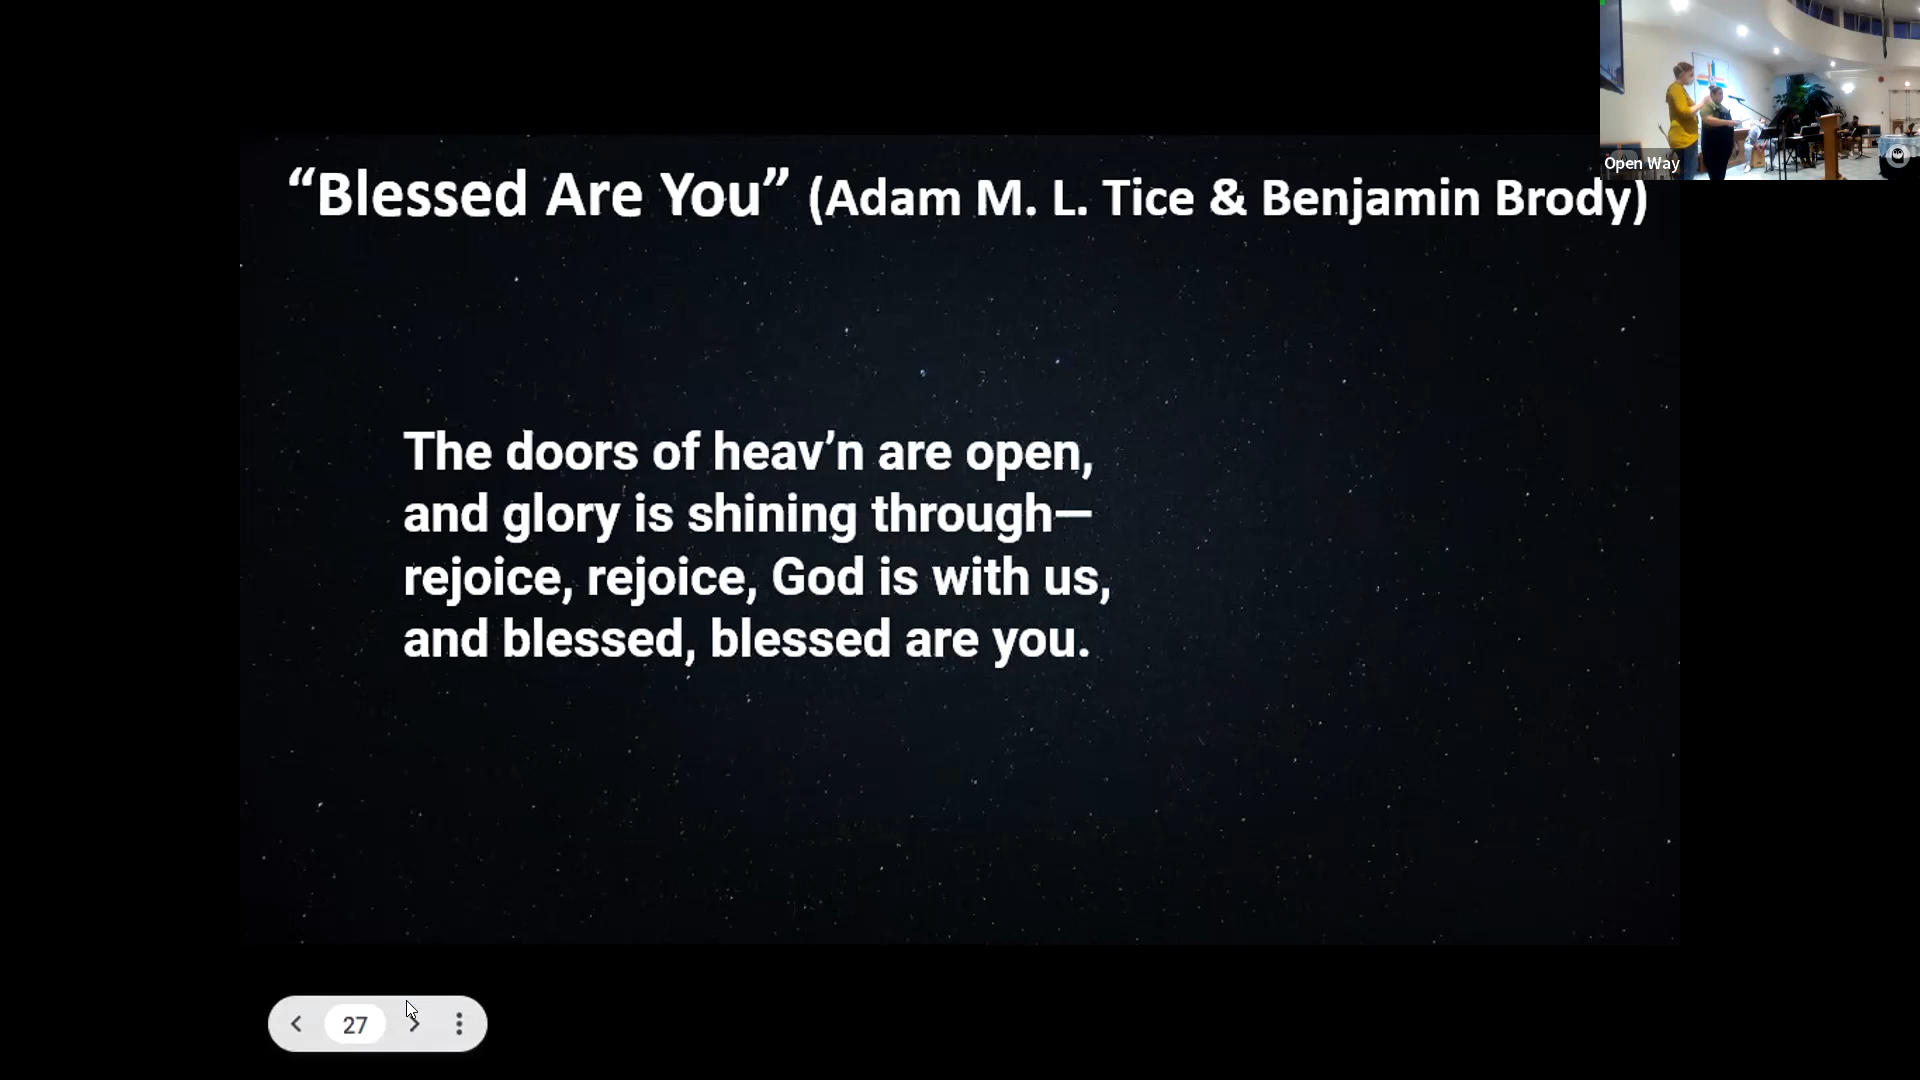 “Blessed Are You” (Adam M. L. Tice & Benjamin Brody)
Open Way
The doors of heav’n are open,
and glory is shining through—
rejoice, rejoice, God is with us,
and blessed, blessed are you.
27